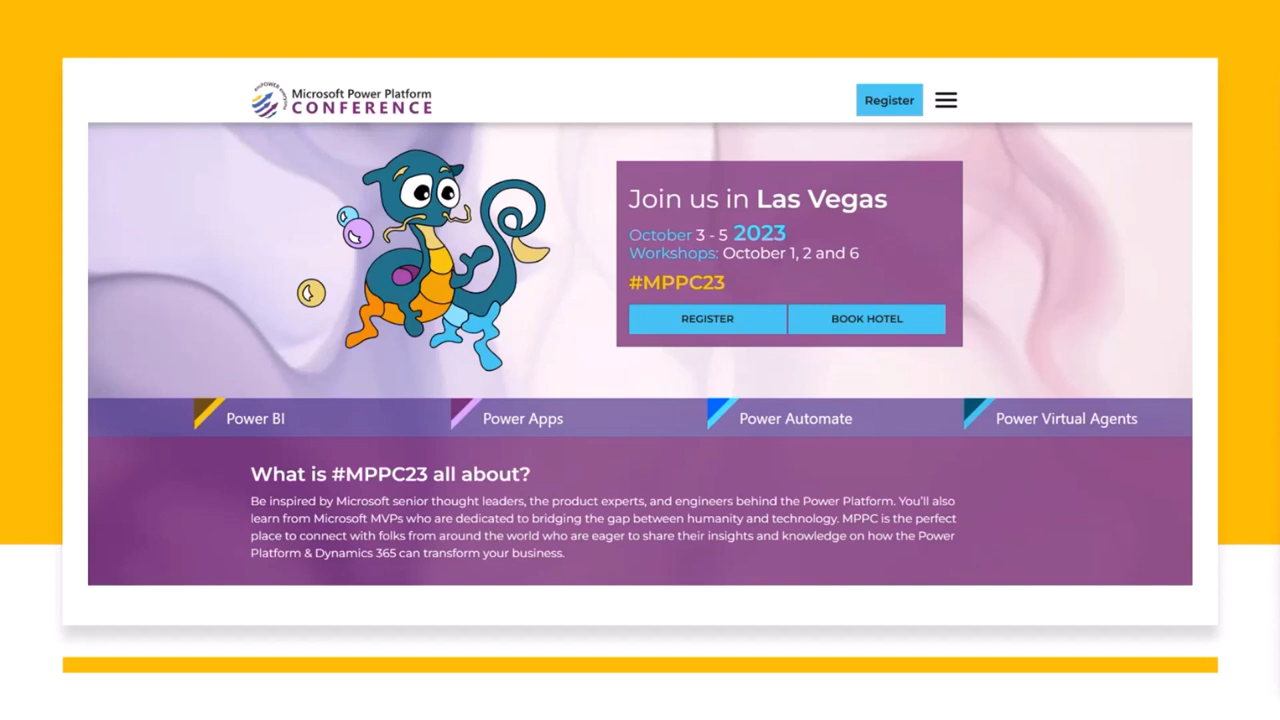 Microsoft Power Platform
CONFERENCE
Register
Join us in Las Vegas
October 3 - 5 2023
Workshops: October 1, 2 and 6
#MPPC23
REGISTER
BOOK HOTEL
Power BI
Power Apps
Power Automate
Power Virtual Agents
What is #MPPC23 all about?
Be inspired by Microsoft senior thought leaders, the product experts, and engineers behind the Power Platform. You'll also
learn from Microsoft MVPs who are dedicated to bridging the gap between humanity and technology. MPPC is the perfect
place to connect with folks from around the world who are eager to share their insights and knowledge on how the Power
Platform & Dynamics 365 can transform your business.